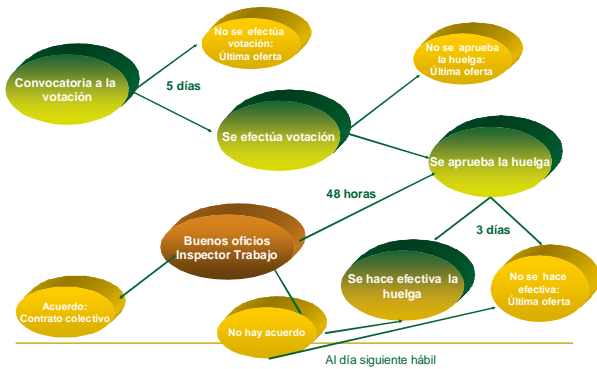 No se efectúa
votación:
Última oferta
No se aprueba
la huelga:
Última oferta
Convocatoria a la
votación
5 días
Se efectúa votación
Se aprueba la huelga
48 horas
Buenos oficios
Inspector Trabajo
3 días
Se hace efectiva la
huelga
No se hace
efectiva:
Última oferta
Acuerdo:
Contrato colectivo
No hay acuerdo
Al día siguiente hábil